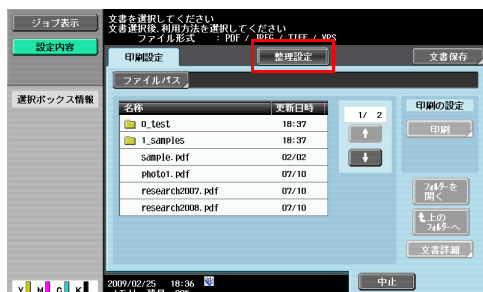 ジョブ表示
設定内容
選択ボックス情報
文書を選択してください
文書選択後、利用方法を選択してください
ファイル形式 : PDF / JPEG / TIFF / XPS
印刷設定
整理設定
文書保存
ファイルパス
名称 更新日時
0_test 18:37
1_samples 18:37
sample.pdf 02/02
photo1.pdf 07/10
research2007.pdf 07/10
research2008.pdf 07/10
1/ 2
印刷の設定
印刷
フォルダーを
開く
上の
フォルダーへ
文書詳細
中止
2009/02/25 18:36
Y M C K